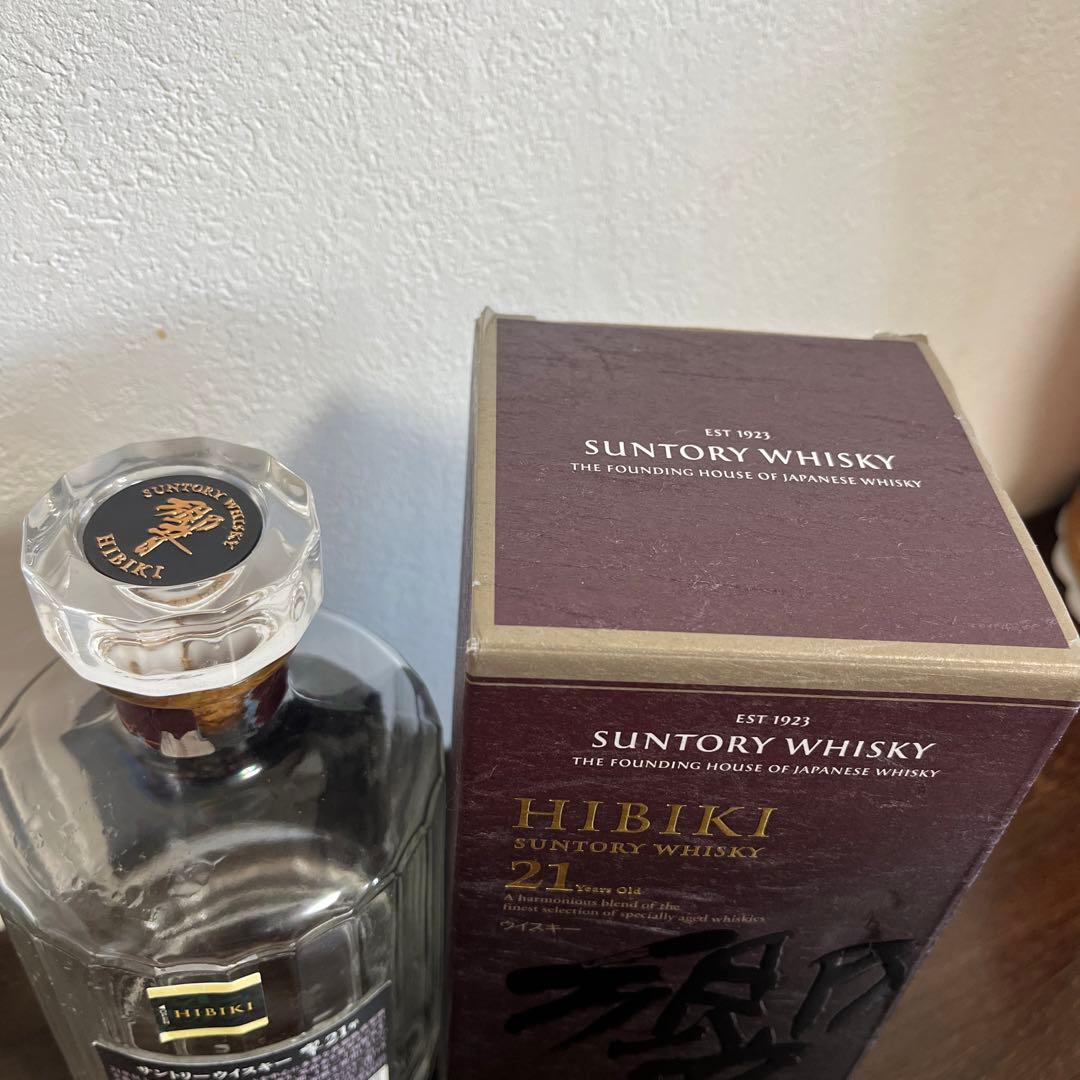 SUNTORY WHISKY
響
HIBIKI
EST 1923
SUNTORY WHISKY
THE FOUNDING HOUSE OF JAPANESE WHISKY
EST 1923
SUNTORY WHISKY
THE FOUNDING HOUSE OF JAPANESE WHISKY
HIBIKI
SUNTORY WHISKY
21 Years Old
A harmonious blend of the
finest selection of specially aged whiskies
ウイスキー
響
HIBIKI
サントリーウイスキー 響21年